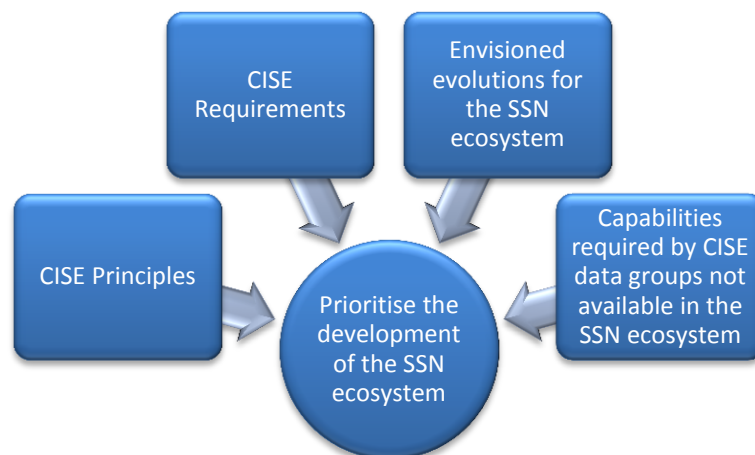 CISE
Requirements
Envisioned
evolutions for
the SSN
ecosystem
CISE Principles
Capabilities
required by CISE
data groups not
available in the
SSN ecosystem
Prioritise the
development
of the SSN
ecosystem